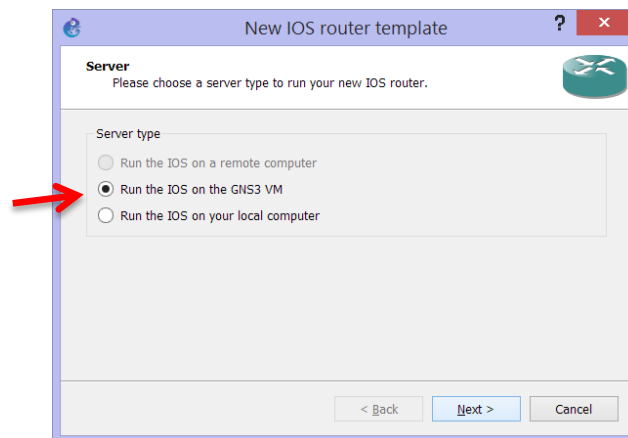 New IOS router template
?
×
Server
Please choose a server type to run your new IOS router.
Server type
Run the IOS on a remote computer
Run the IOS on the GNS3 VM
Run the IOS on your local computer
< Back
Next >
Cancel